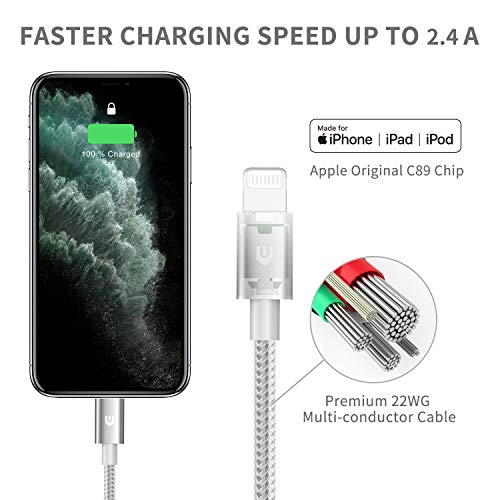 FASTER CHARGING SPEED UP TO 2.4 A
100 % Charged
Made for
iPhone | iPad | iPod
Apple Original C89 Chip
Premium 22WG
Multi-conductor Cable